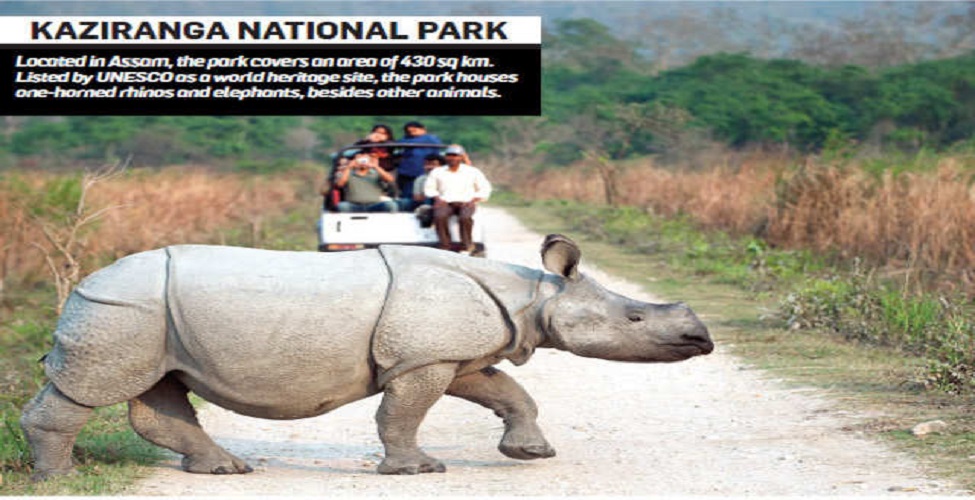 KAZIRANGA NATIONAL PARK
Located in Assam, the park covers an area of 430 sq km.
Listed by UNESCO as a world heritage site, the park houses
one-horned rhinos and elephants, besides other animals.